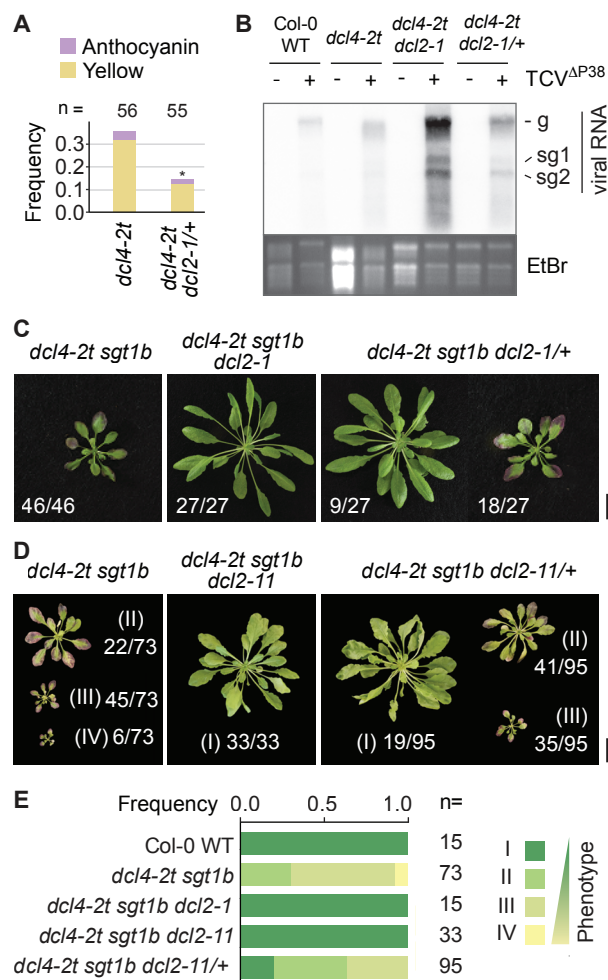 A
Anthocyanin
Yellow
n = 56 55
Frequency
0.3
0.2
0.1
0.0
*
dcl4-2t
dcl4-2t
dcl2-1/+
B
Col-0
WT
dcl4-2t
dcl4-2t
dcl2-1
dcl4-2t
dcl2-1/+
- + - + - + - + TCVΔP38
g
sg1
sg2
viral RNA
EtBr
C
dcl4-2t sgt1b
dcl4-2t sgt1b
dcl2-1
dcl4-2t sgt1b dcl2-1/+
46/46 27/27 9/27 18/27
D
dcl4-2t sgt1b
dcl4-2t sgt1b
dcl2-11
dcl4-2t sgt1b dcl2-11/+
(II)
22/73
(III) 45/73
(IV) 6/73
(I) 33/33
(I) 19/95
(II)
41/95
(III)
35/95
E
Frequency 0.0 0.5 1.0 n=
Col-0 WT 15
dcl4-2t sgt1b 73
dcl4-2t sgt1b dcl2-1 15
dcl4-2t sgt1b dcl2-11 33
dcl4-2t sgt1b dcl2-11/+ 95
I
II
III
IV
Phenotype